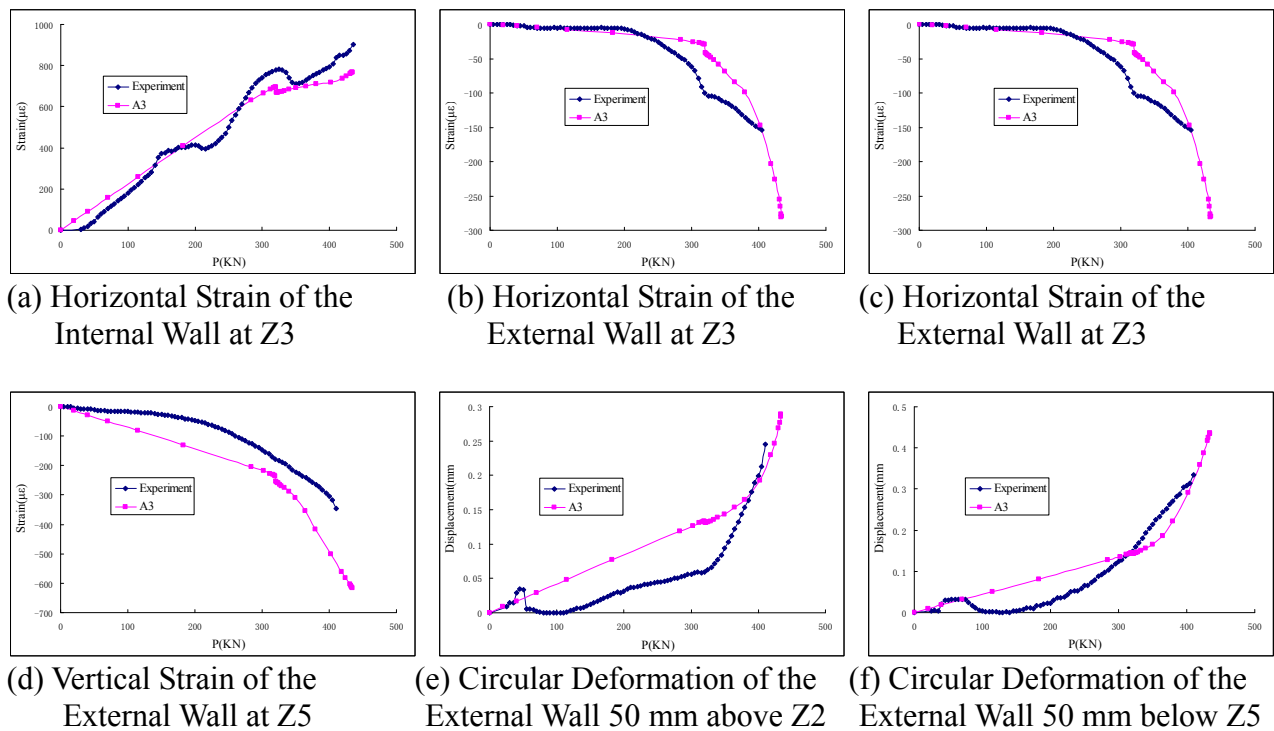 1000
800
600
400
200
0
0 100 200 300 400 500
Strain(με)
P(KN)
Experiment
A3
(a) Horizontal Strain of the
Internal Wall at Z3
0
-50
-100
-150
-200
-250
-300
0 100 200 300 400 500
Strain(με)
P(KN)
Experiment
A3
(b) Horizontal Strain of the
External Wall at Z3
0
-50
-100
-150
-200
-250
-300
0 100 200 300 400 500
Strain(με)
P(KN)
Experiment
A3
(c) Horizontal Strain of the
External Wall at Z3
0
-100
-200
-300
-400
-500
-600
-700
0 100 200 300 400 500
Strain(με)
P(KN)
Experiment
A3
(d) Vertical Strain of the
External Wall at Z5
0.3
0.25
0.2
0.15
0.1
0.05
0
0 100 200 300 400 500
Displacement(mm
P(KN)
Experiment
A3
(e) Circular Deformation of the
External Wall 50 mm above Z2
0.5
0.4
0.3
0.2
0.1
0
0 100 200 300 400 500
Displacement(mm
P(KN)
Experiment
A3
(f) Circular Deformation of the
External Wall 50 mm below Z5